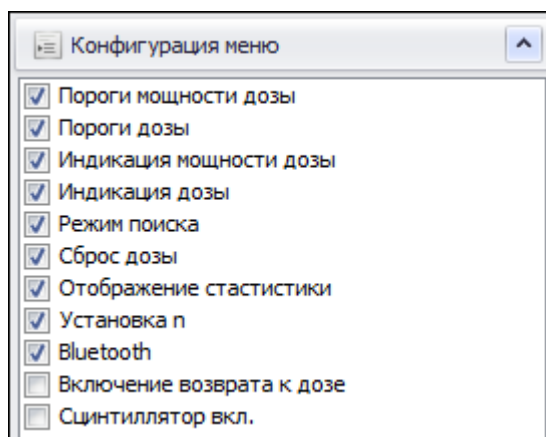 Конфигурация меню
Пороги мощности дозы
Пороги дозы
Индикация мощности дозы
Индикация дозы
Режим поиска
Сброс дозы
Отображение стастистики
Установка n
Bluetooth
Включение возврата к дозе
Сцинтиллятор вкл.